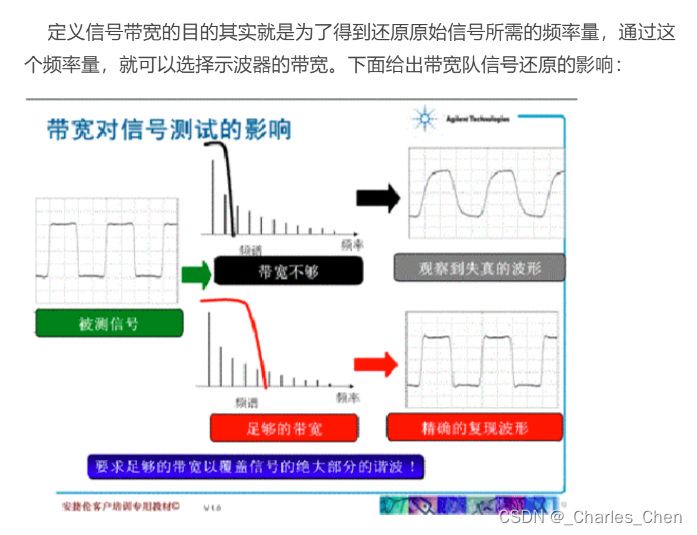 定义信号带宽的目的其实就是为了得到还原原始信号所需的频率量，通过这
个频率量，就可以选择示波器的带宽。下面给出带宽队信号还原的影响：
带宽对信号测试的影响
Agilent Technologies
频谱
频率
带宽不够
观察到失真的波形
被测信号
频谱
频率
足够的带宽
精确的复现波形
要求足够的带宽以覆盖信号的绝大部分的谐波！
安捷伦客户培训专用教材©
V 1.0
CSDN @_Charles_Chen